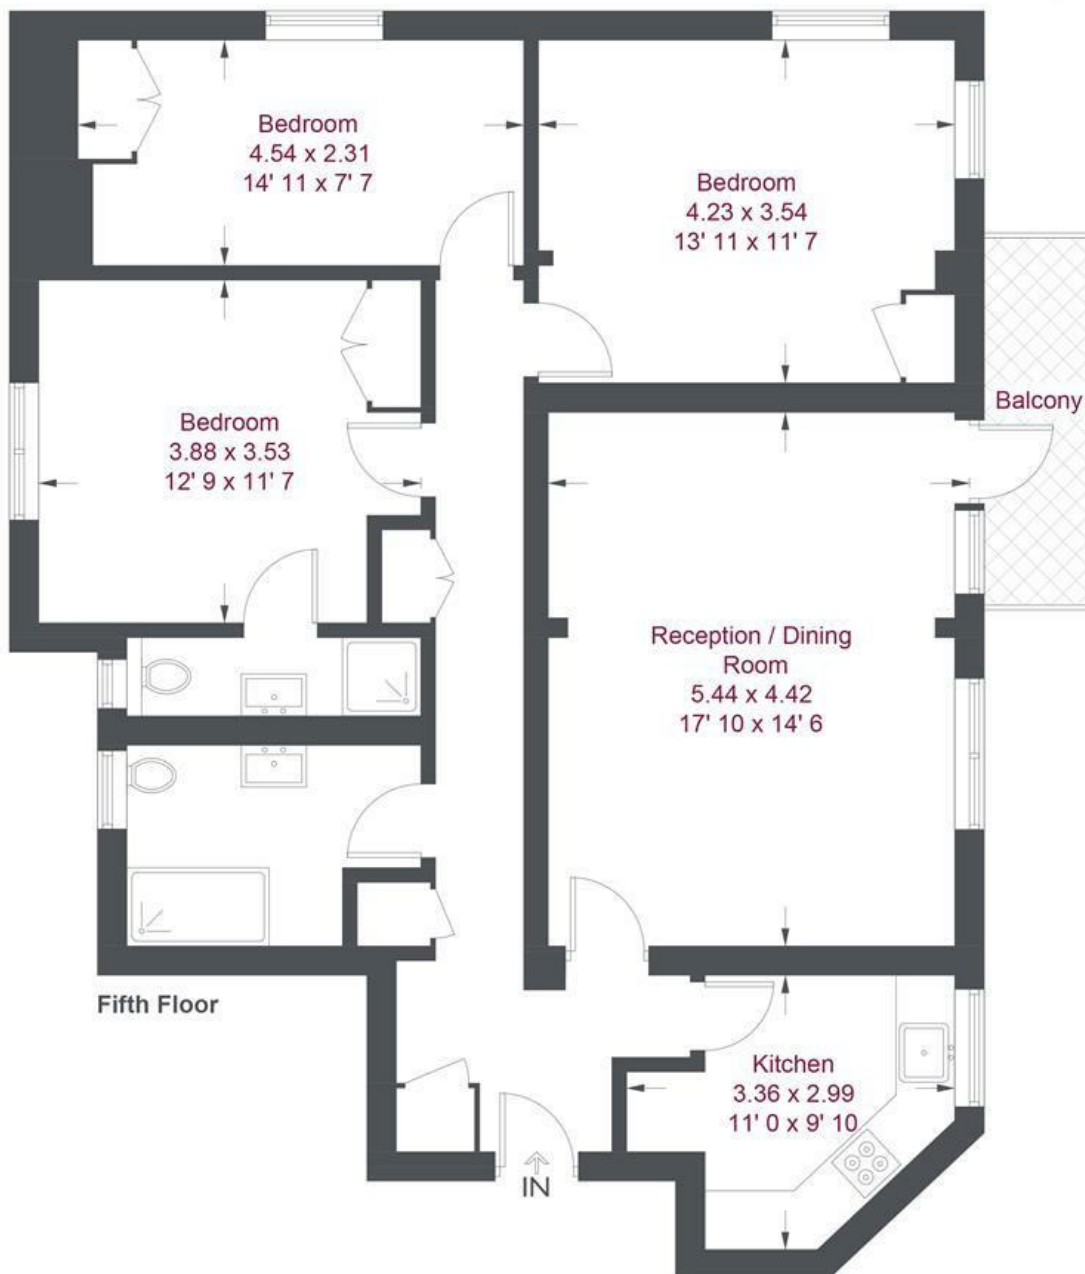 Bedroom
4.54 x 2.31
14' 11 x 7' 7
Bedroom
4.23 x 3.54
13' 11 x 11' 7
Balcony
Bedroom
3.88 x 3.53
12' 9 x 11' 7
Reception / Dining
Room
5.44 x 4.42
17' 10 x 14' 6
Fifth Floor
Kitchen
3.36 x 2.99
11' 0 x 9' 10
IN